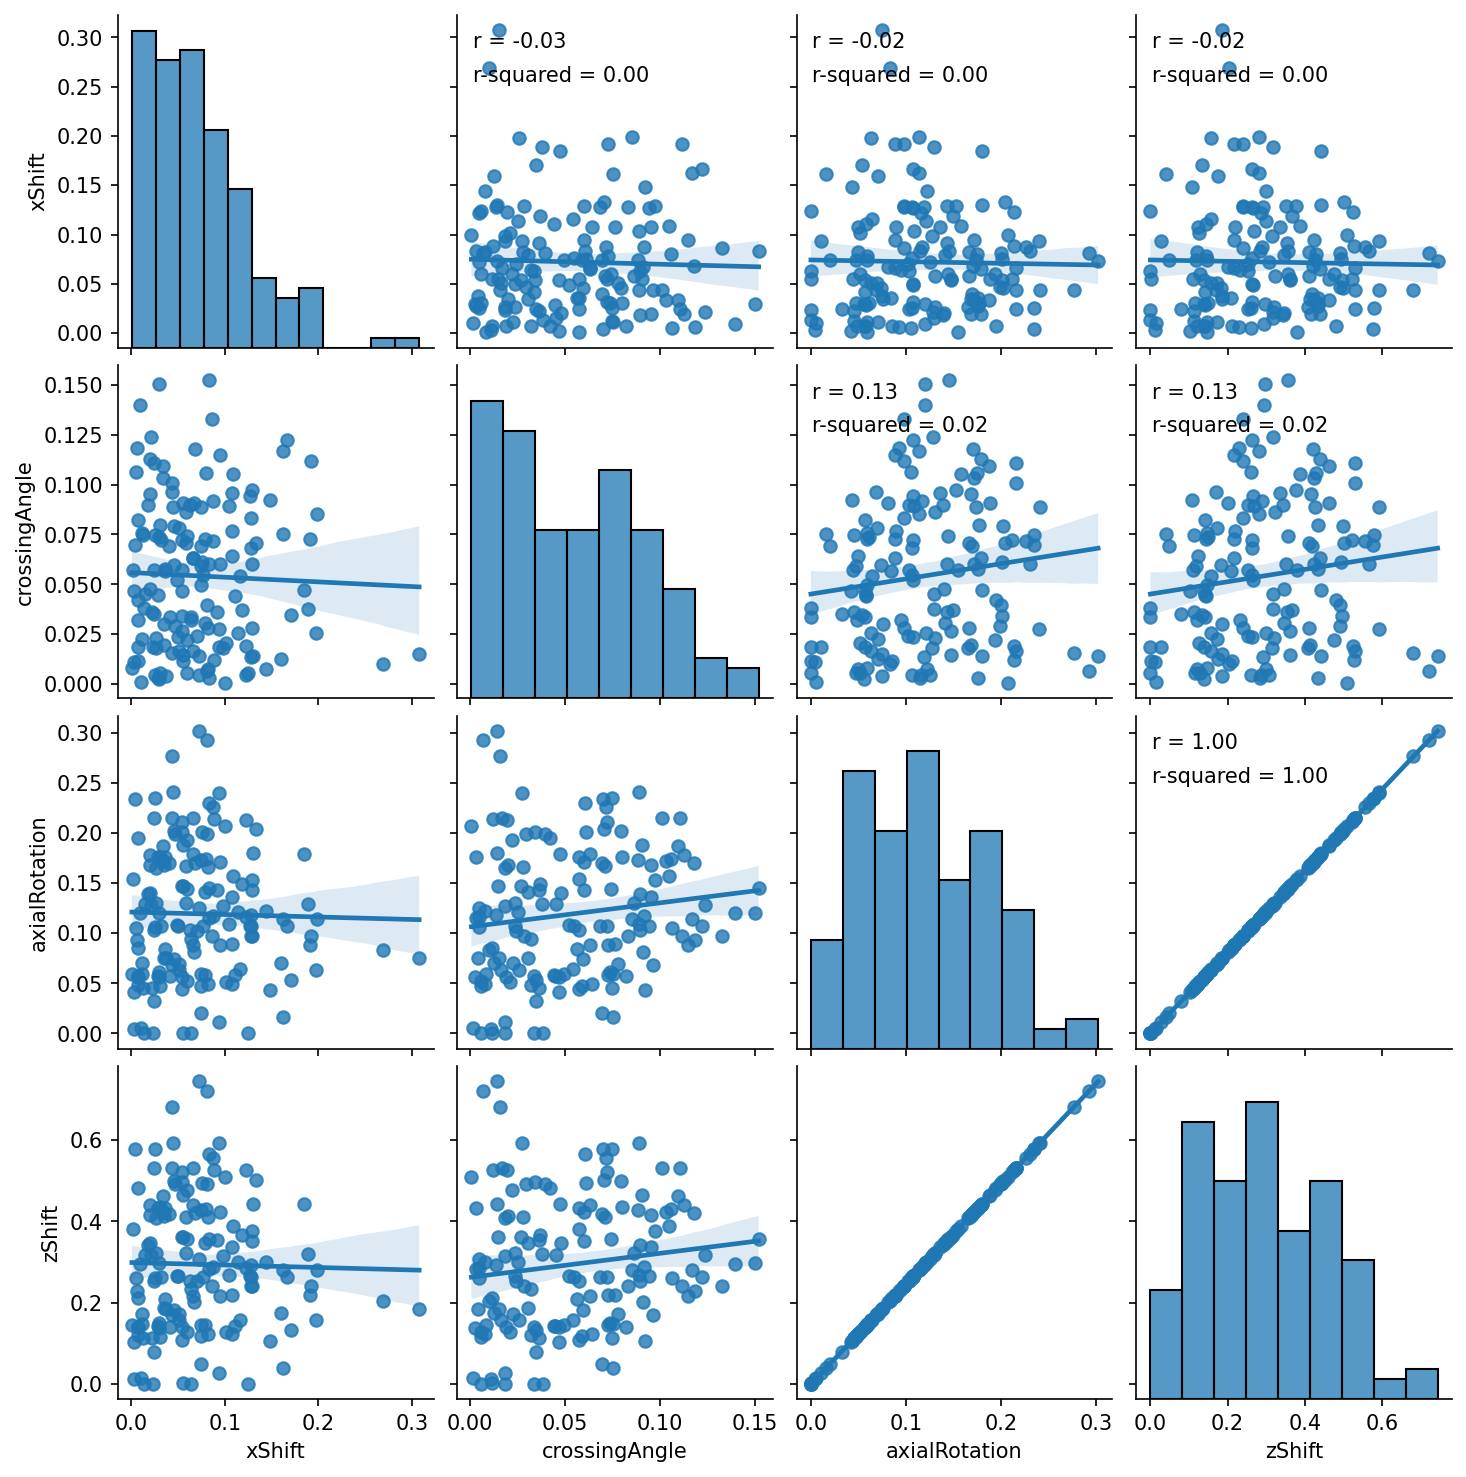 0.30
0.25
0.20
0.15
0.10
0.05
0.00
xShift
r = -0.03
r-squared = 0.00
r = -0.02
r-squared = 0.00
r = -0.02
r-squared = 0.00
0.150
0.125
0.100
0.075
0.050
0.025
0.000
crossingAngle
r = 0.13
r-squared = 0.02
r = 0.13
r-squared = 0.02
0.30
0.25
0.20
0.15
0.10
0.05
0.00
axialRotation
r = 1.00
r-squared = 1.00
0.6
0.4
0.2
0.0
zShift
0.0 0.1 0.2 0.3
0.00 0.05 0.10 0.15
0.0 0.1 0.2 0.3
0.0 0.2 0.4 0.6
xShift
crossingAngle
axialRotation
zShift